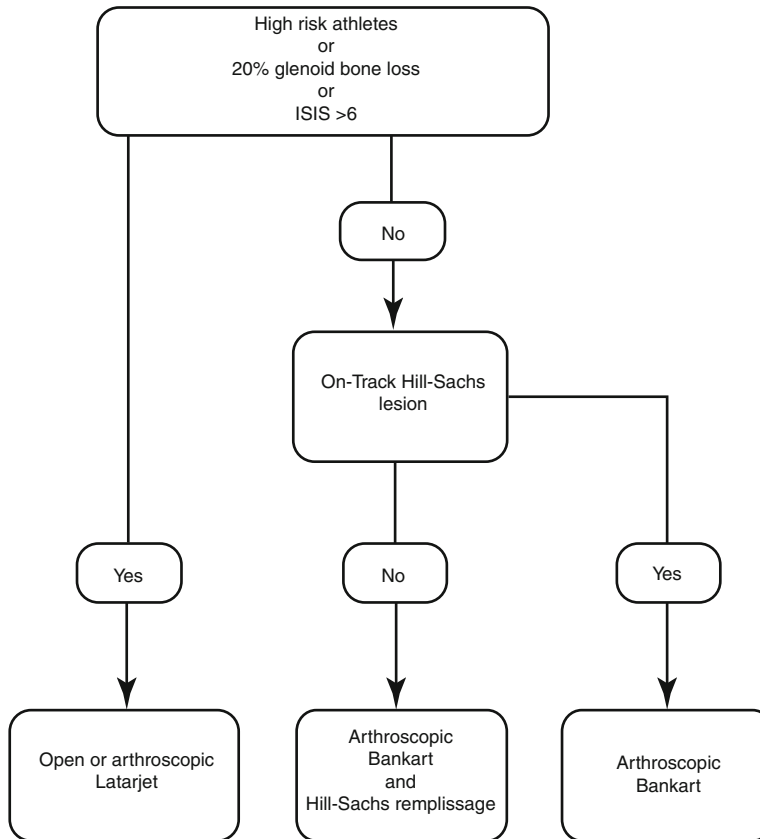 High risk athletes
or
20% glenoid bone loss
or
ISIS >6
No
On-Track Hill-Sachs
lesion
Yes
No
Yes
Open or arthroscopic
Latarjet
Arthroscopic
Bankart
and
Hill-Sachs remplissage
Arthroscopic
Bankart